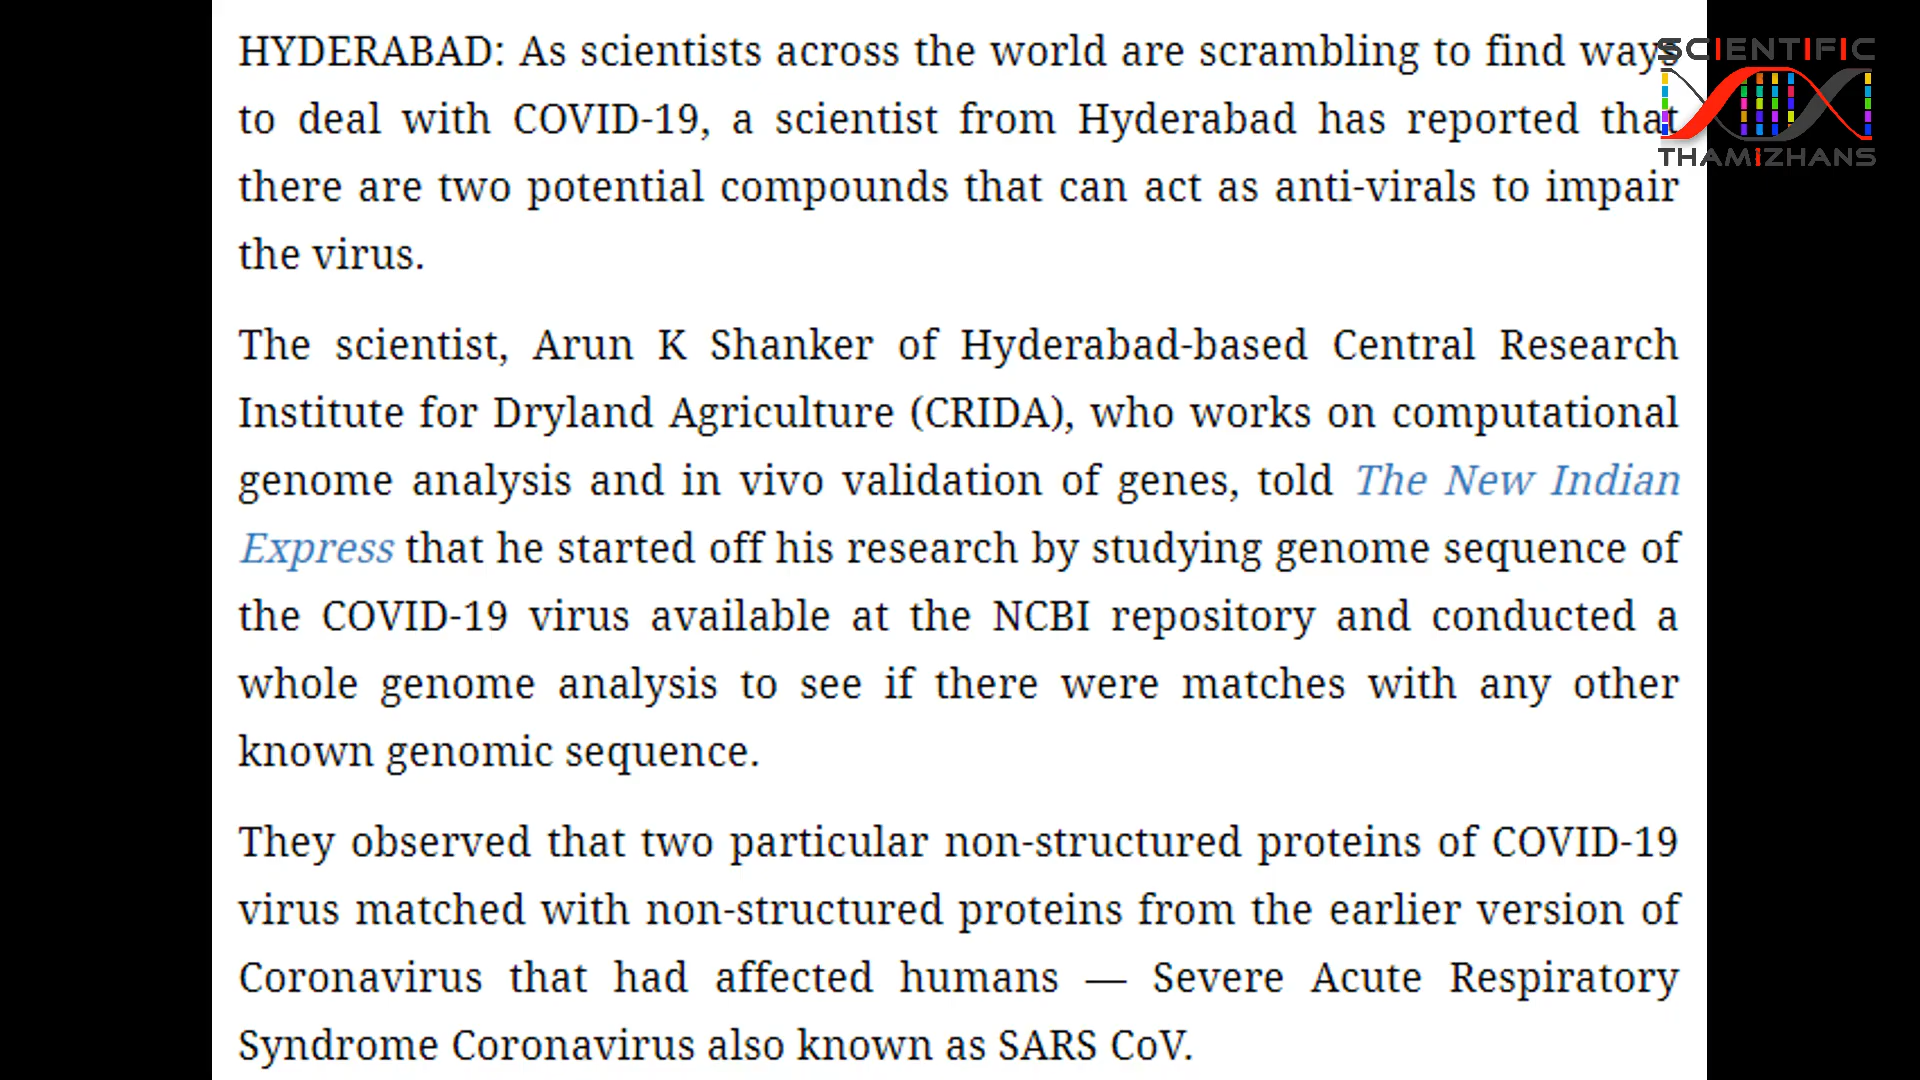 HYDERABAD: As scientists across the world are scrambling to find ways
to deal with COVID-19, a scientist from Hyderabad has reported that
there are two potential compounds that can act as anti-virals to impair
the virus.
The scientist, Arun K Shanker of Hyderabad-based Central Research
Institute for Dryland Agriculture (CRIDA), who works on computational
genome analysis and in vivo validation of genes, told The New Indian
Express that he started off his research by studying genome sequence of
the COVID-19 virus available at the NCBI repository and conducted a
whole genome analysis to see if there were matches with any other
known genomic sequence.
They observed that two particular non-structured proteins of COVID-19
virus matched with non-structured proteins from the earlier version of
Coronavirus that had affected humans — Severe Acute Respiratory
Syndrome Coronavirus also known as SARS CoV.
SCIENTIFIC
THAMIZHANS